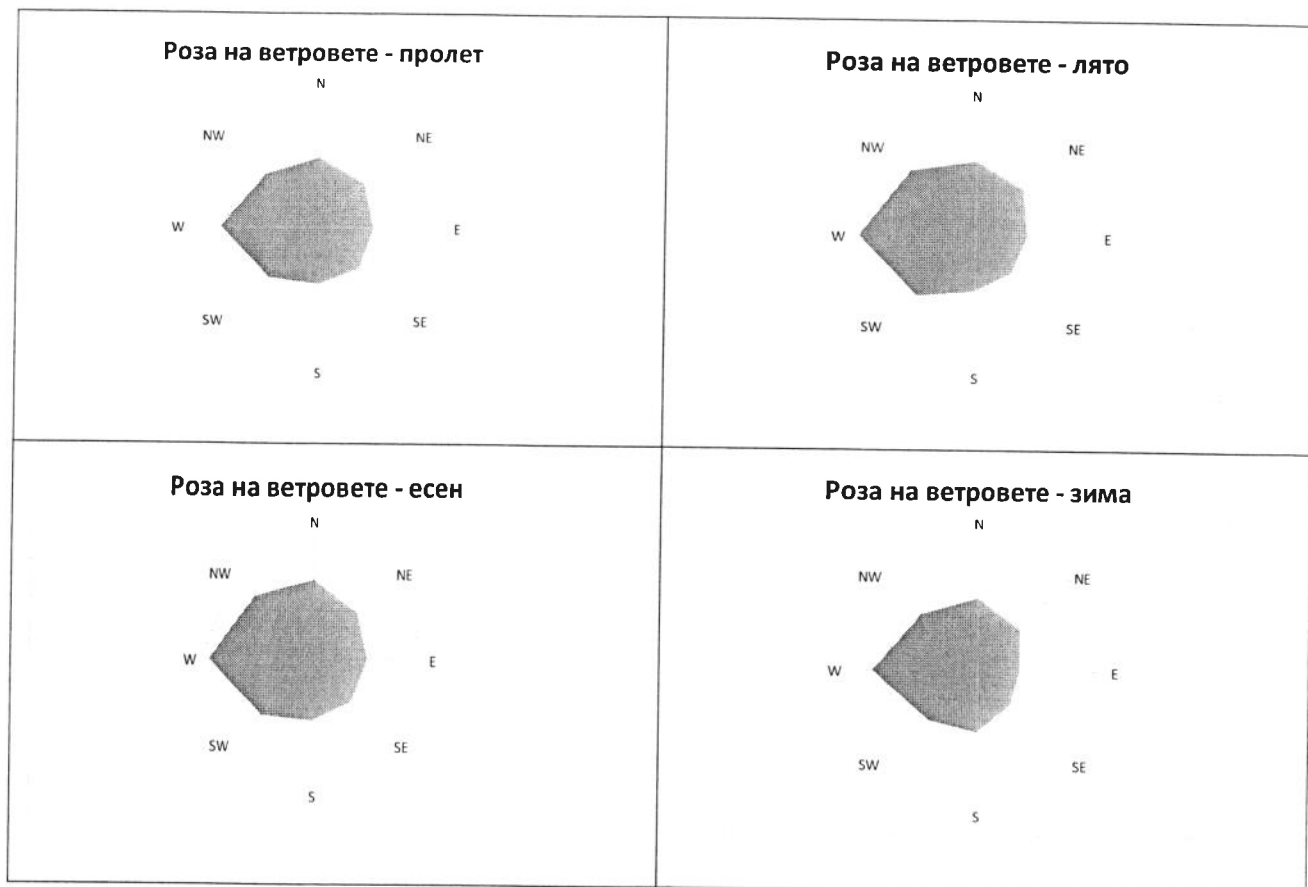 Роза на ветровете - пролет
N
NW NE
W E
SW SE
S
Роза на ветровете - лято
N
NW NE
W E
SW SE
S
Роза на ветровете - есен
N
NW NE
W E
SW SE
S
Роза на ветровете - зима
N
NW NE
W E
SW SE
S